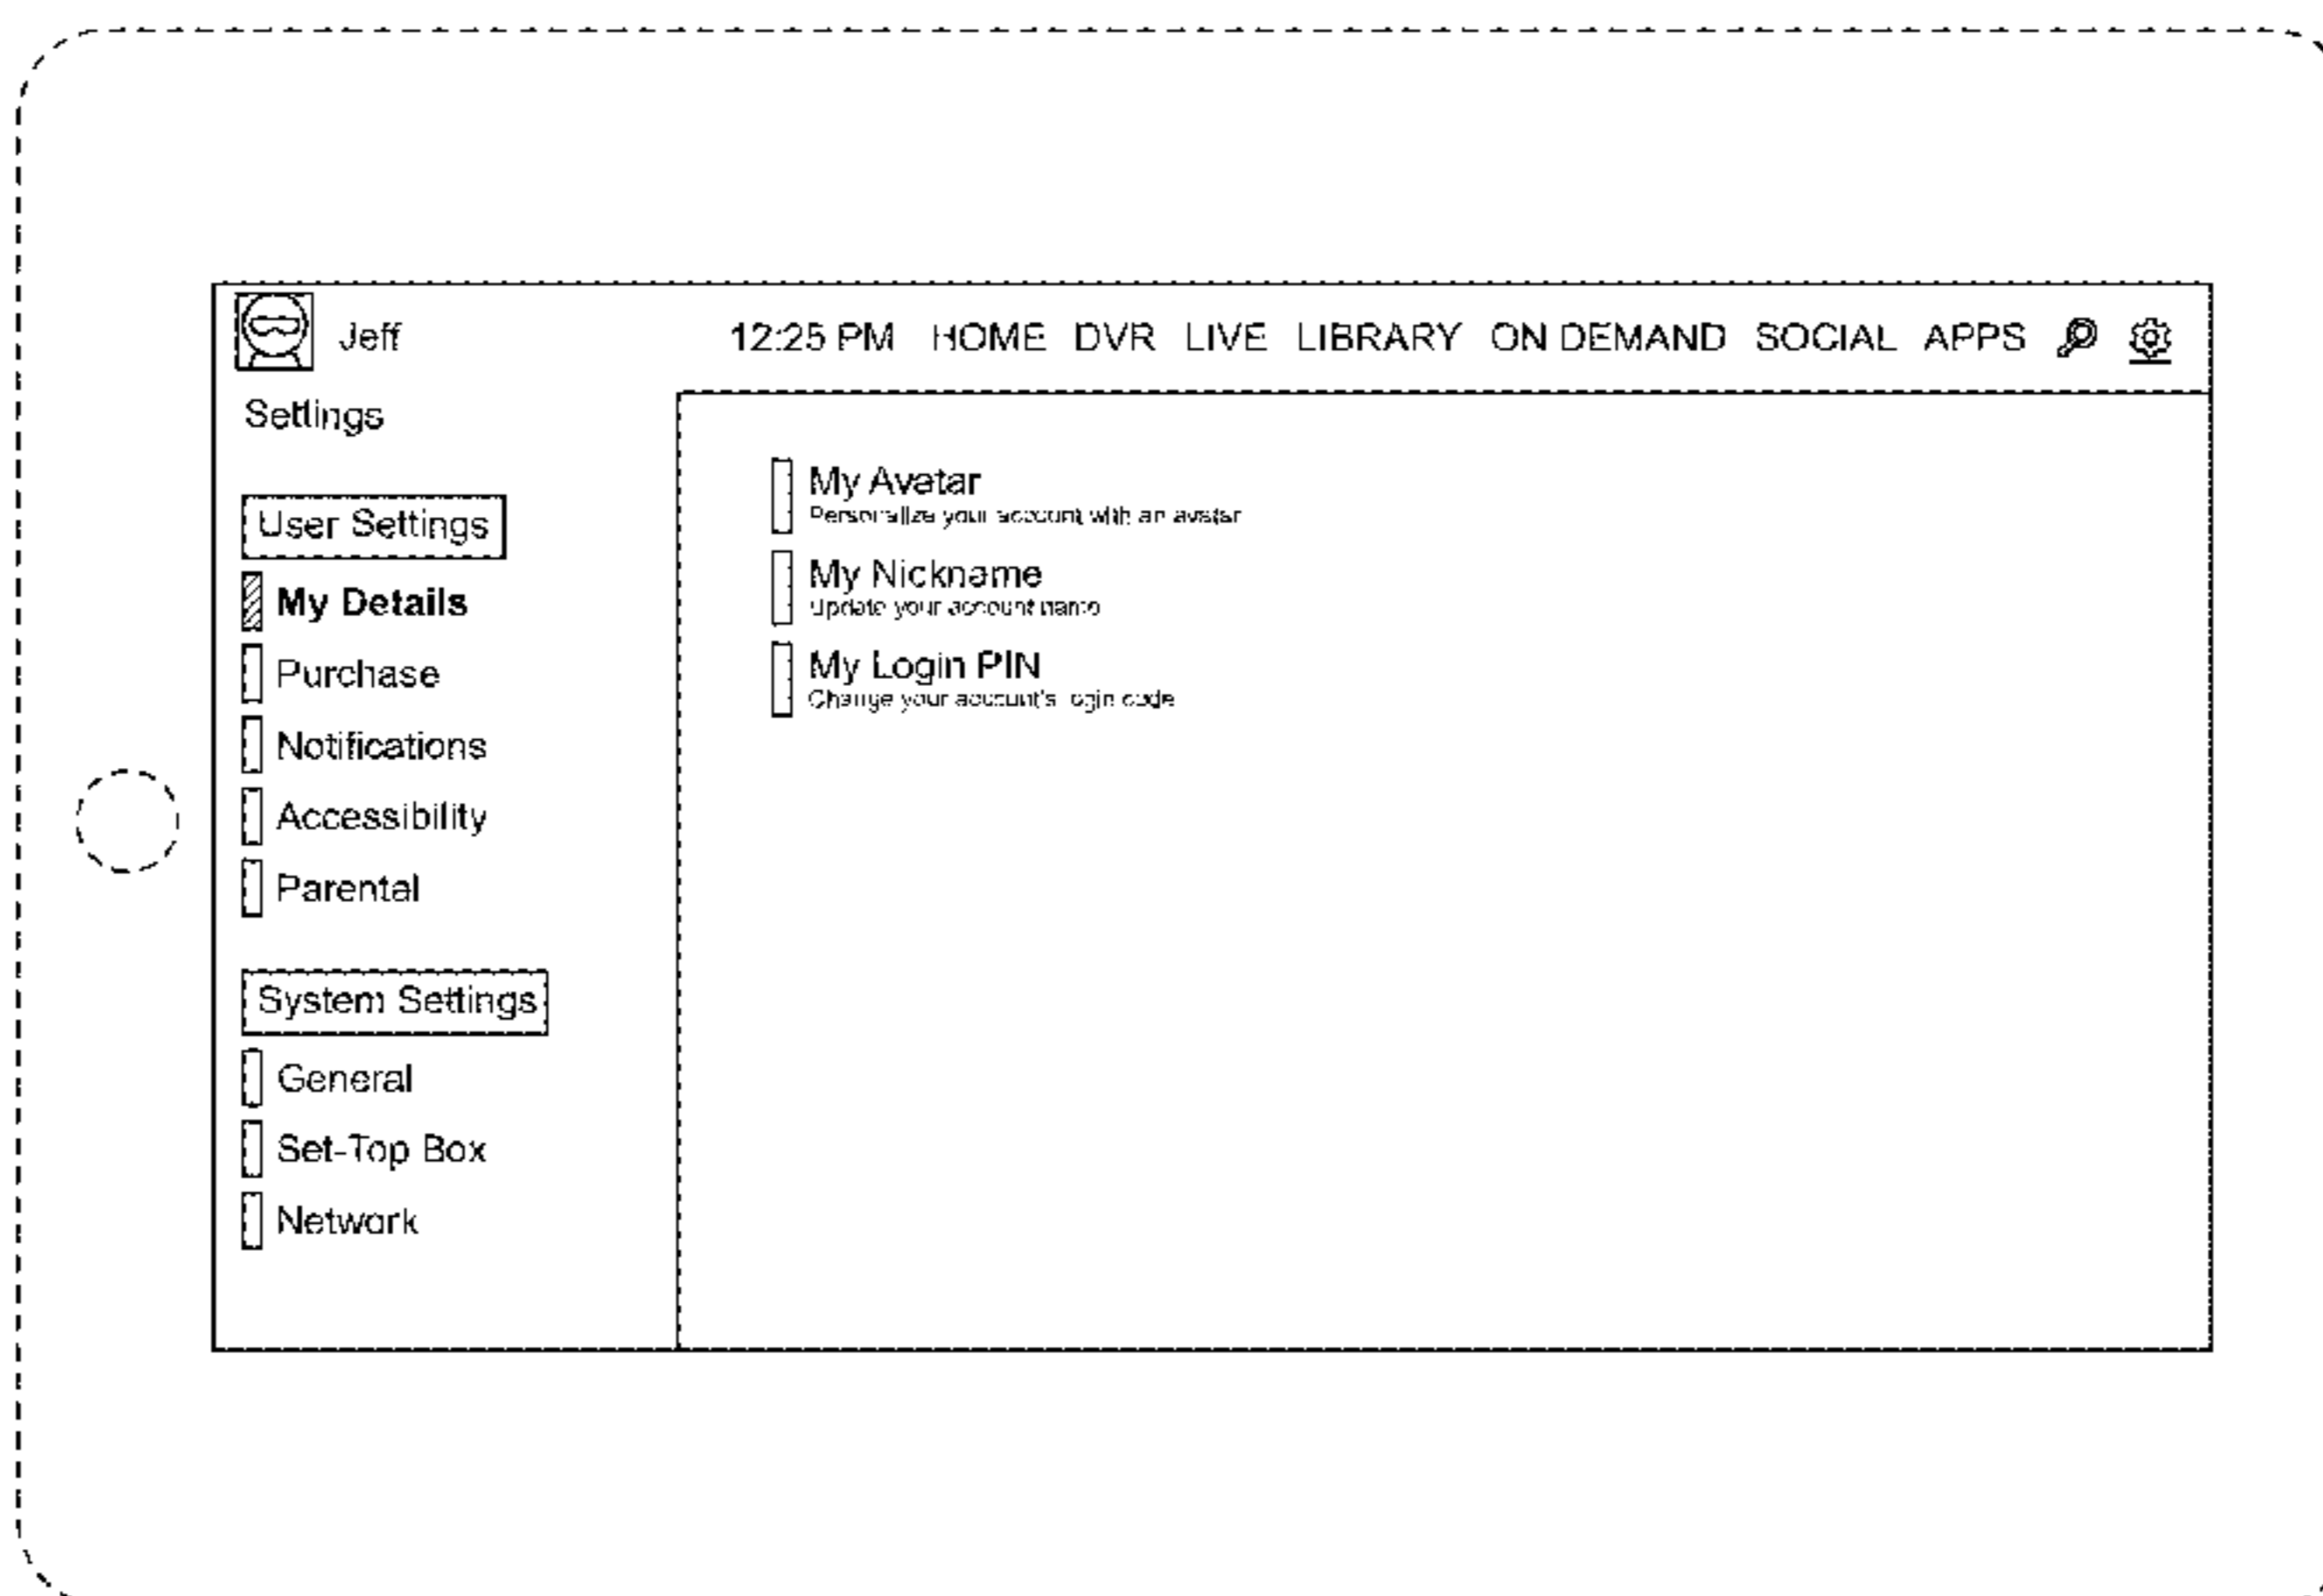 Jeff 12:25 PM HOME DVR LIVE LIBRARY ON DEMAND SOCIAL APPS
Settings
User Settings
My Details
Purchase
Notifications
Accessibility
Parental
System Settings
General
Set-Top Box
Network
My Avatar
Personalize your account with an avatar
My Nickname
Update your account name
My Login PIN
Change your account's login code